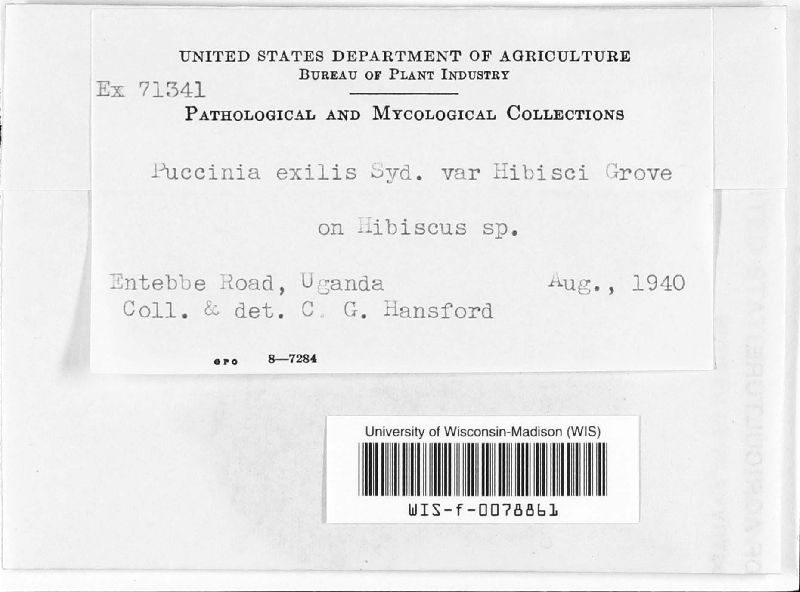 UNITED STATES DEPARTMENT OF AGRICULTURE
BUREAU OF PLANT INDUSTRY
Ex 71341
PATHOLOGICAL AND MYCOLOGICAL COLLECTIONS
Puccinia exilis Syd. var Hibisci Grove
on Hibiscus sp.
Entebbe Road, Uganda Aug., 1940
Coll. & det. C. G. Hansford
GPO 8—7284
University of Wisconsin-Madison (WIS)
WIS-f-0078861